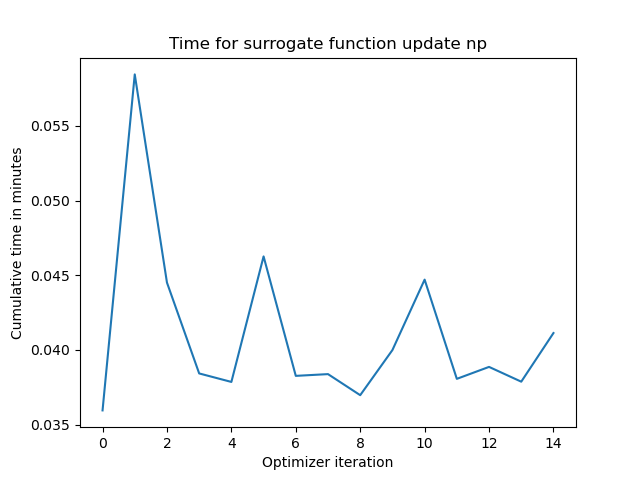 Time for surrogate function update np
Cumulative time in minutes
0.055
0.050
0.045
0.040
0.035
0 2 4 6 8 10 12 14
Optimizer iteration